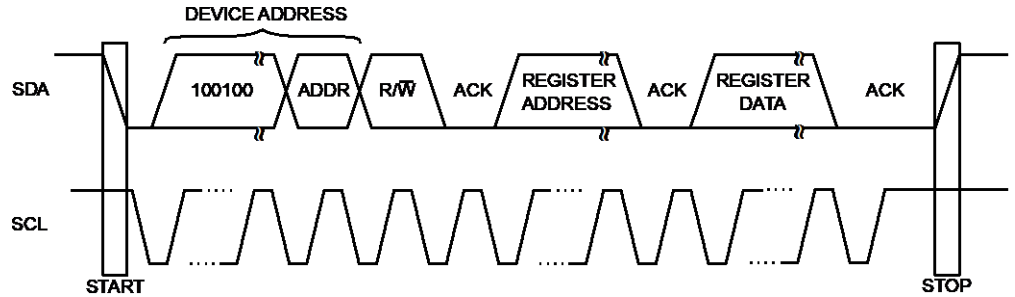 DEVICE ADDRESS
SDA
100100
ADDR
R/W̅
ACK
REGISTER
ADDRESS
ACK
REGISTER
DATA
ACK
SCL
START
STOP